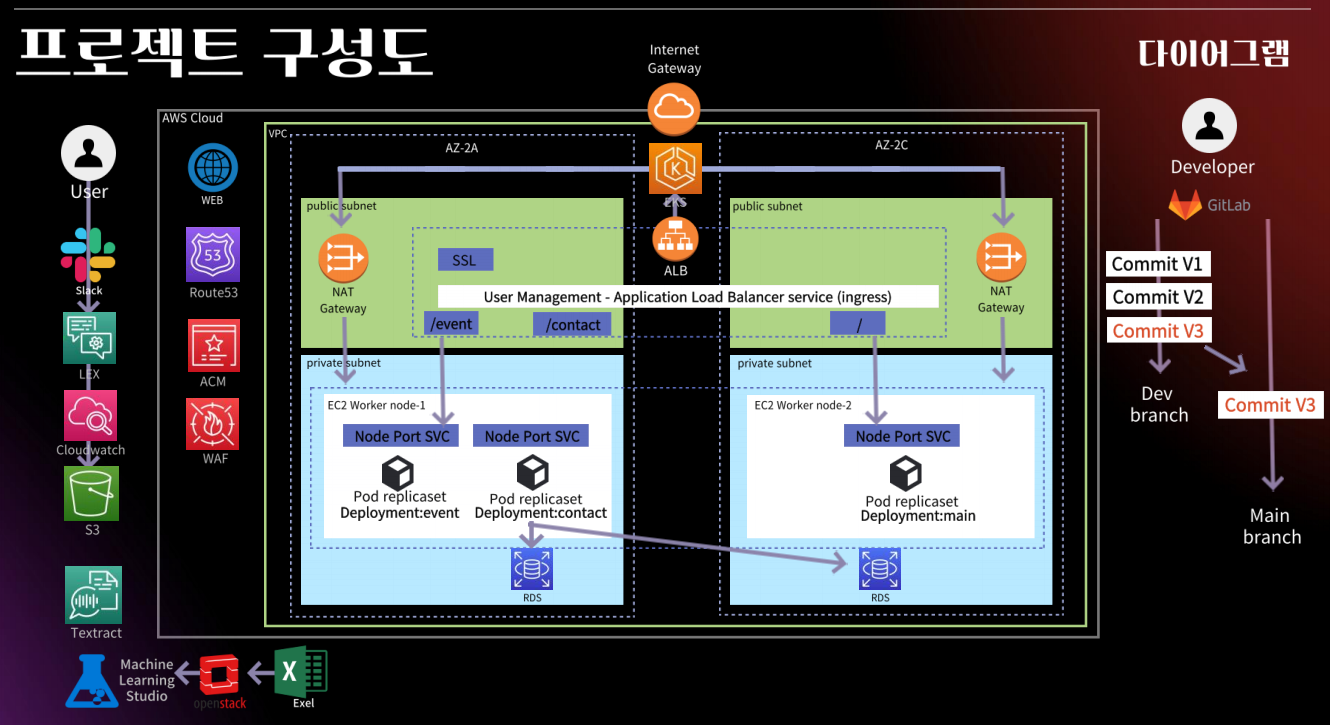 프로젝트 구성도
다이어그램
Internet
Gateway
AWS Cloud
VPC
AZ-2A
AZ-2C
User
Slack
LEX
Cloudwatch
S3
Textract
Machine
Learning
Studio
openstack
Exel
WEB
53
Route53
ACM
WAF
K
EKS
ALB
public subnet
public subnet
NAT
Gateway
NAT
Gateway
SSL
User Management - Application Load Balancer service (ingress)
/event
/contact
/
private subnet
private subnet
EC2 Worker node-1
EC2 Worker node-2
Node Port SVC
Node Port SVC
Node Port SVC
Pod replicaset
Deployment:event
Pod replicaset
Deployment:contact
Pod replicaset
Deployment:main
RDS
RDS
Developer
GitLab
Commit V1
Commit V2
Commit V3
Dev
branch
Commit V3
Main
branch
X